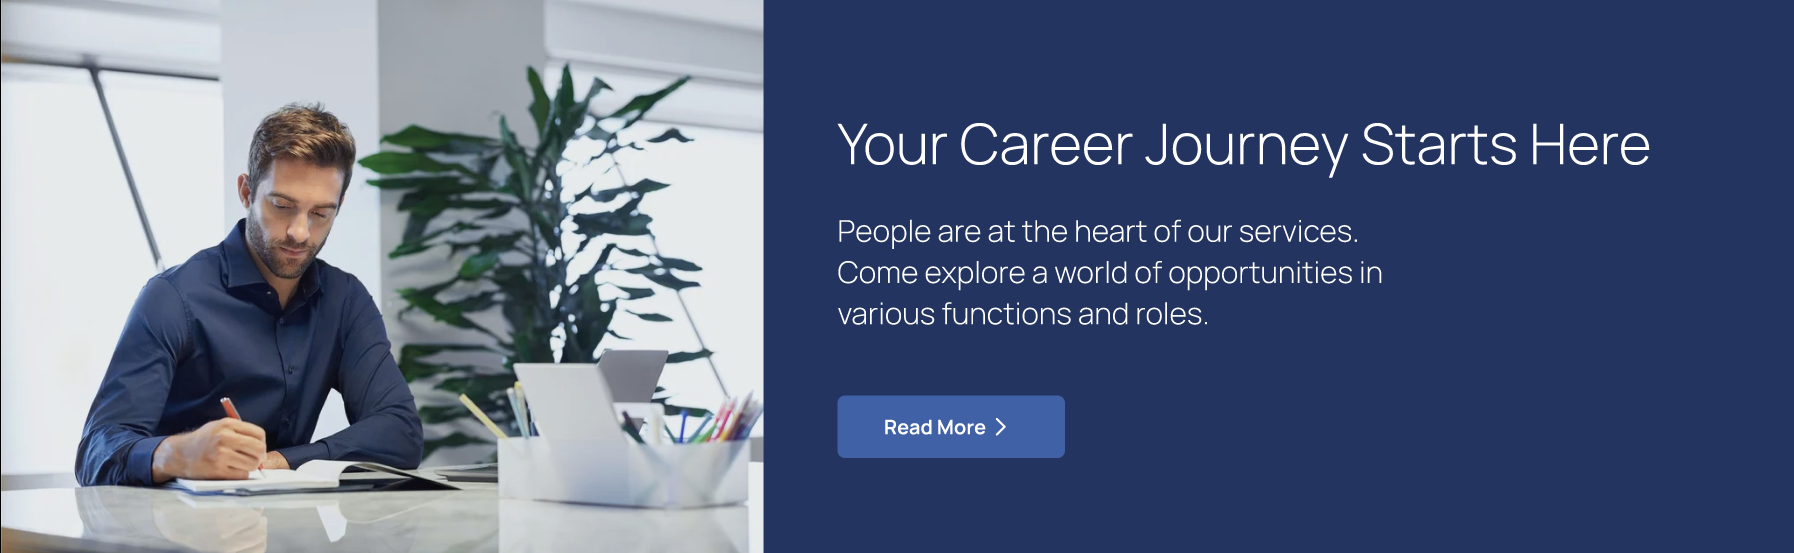 Your Career Journey Starts Here
People are at the heart of our services.
Come explore a world of opportunities in
various functions and roles.
Read More